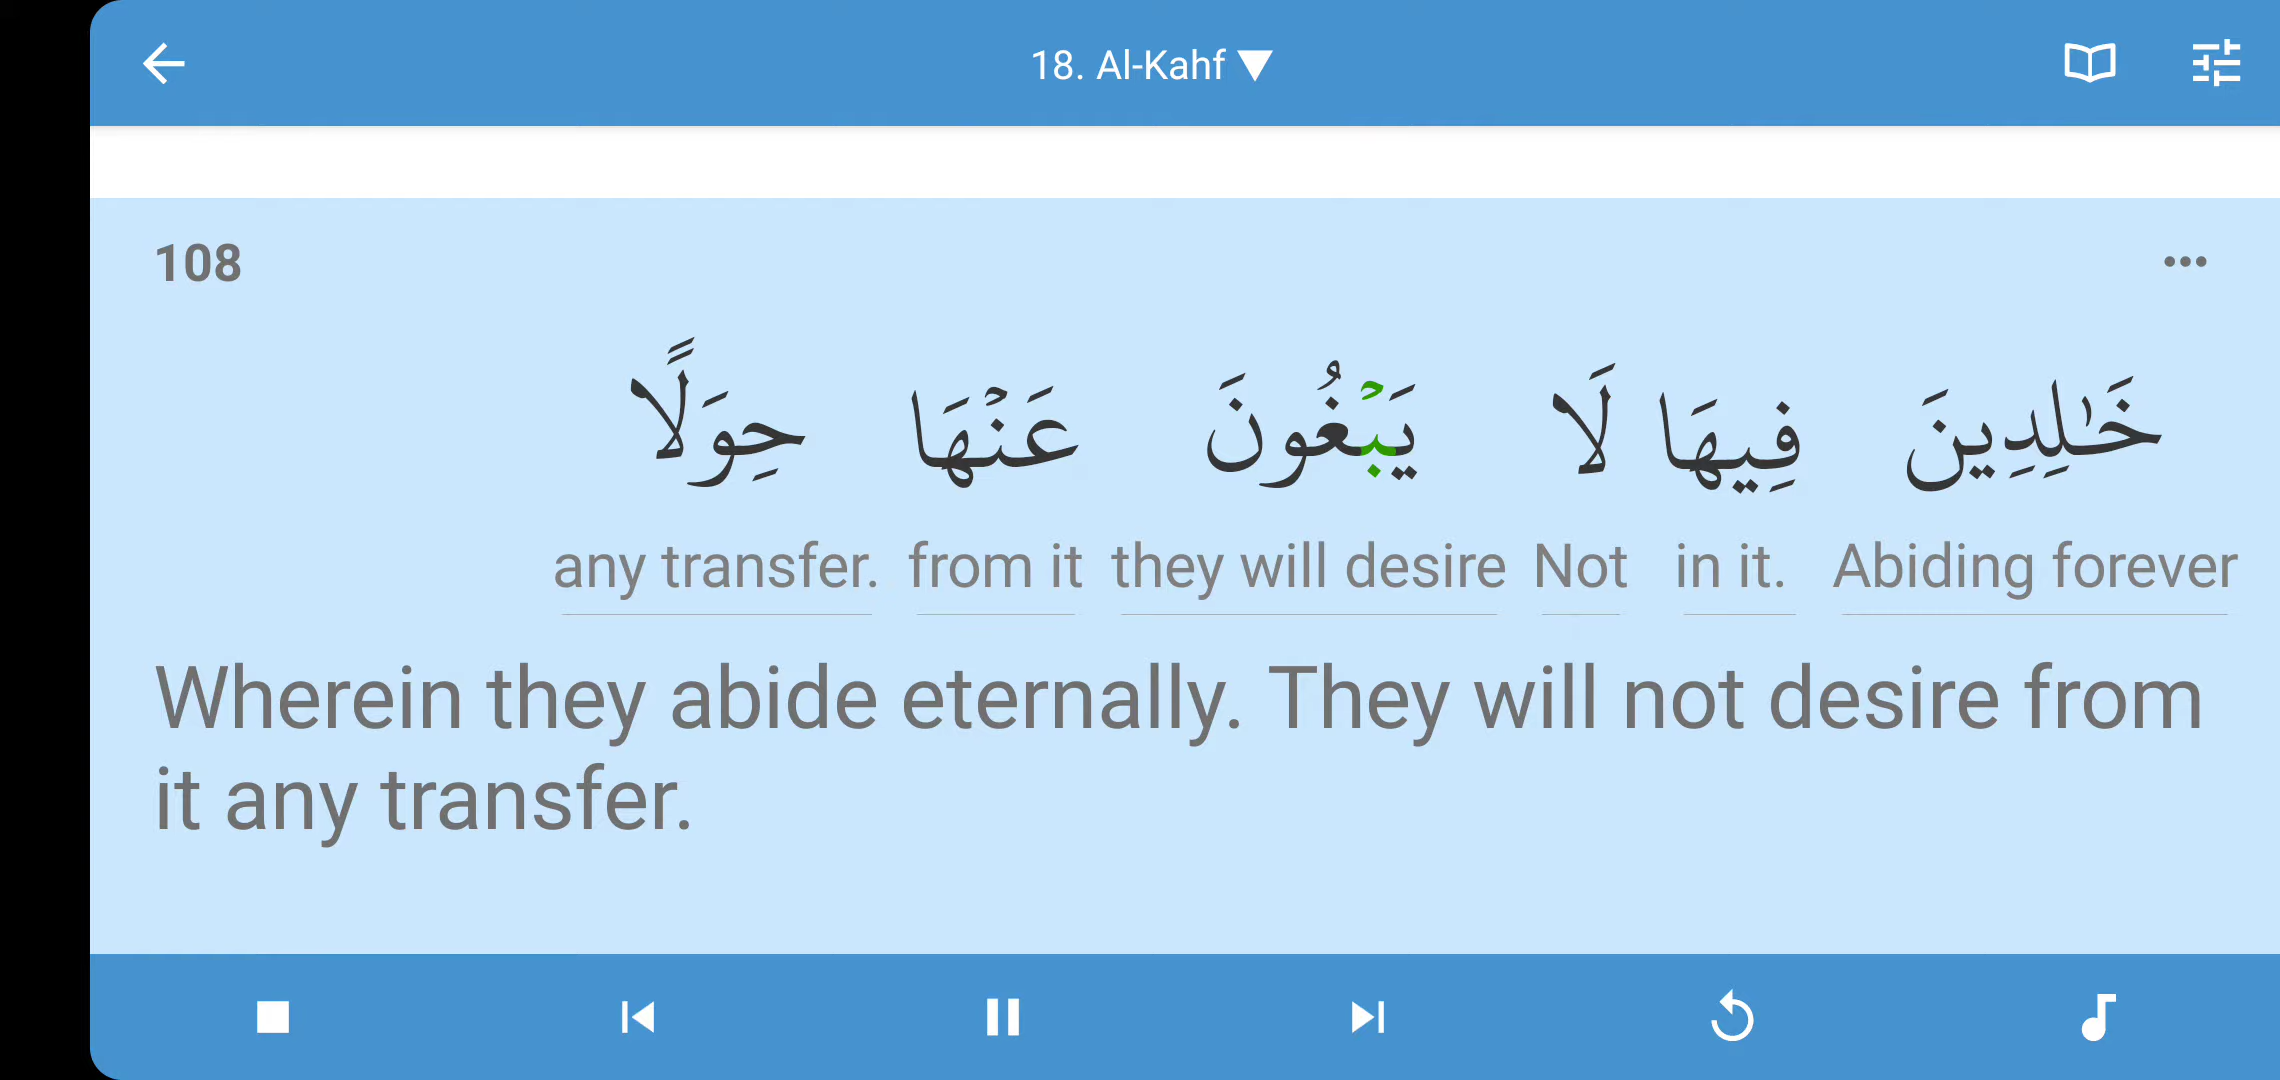 18. Al-Kahf ▼
108
خَـٰلِدِينَ فِيهَا لَا يَبۡغُونَ عَنۡهَا حِوَلًا
Abiding forever in it. Not they will desire from it any transfer.
Wherein they abide eternally. They will not desire from
it any transfer.